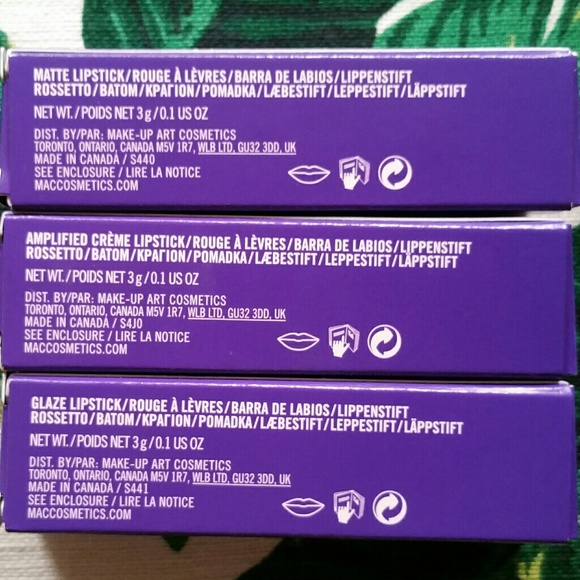 MATTE LIPSTICK/ROUGE À LÈVRES/BARRA DE LABIOS/LIPPENSTIFT
ROSSETTO/BATOM/ΚΡΑΓΙΟΝ/POMADKA/LÆBESTIFT/LEPPESTIFT/LÄPPSTIFT
NET WT./POIDS NET 3g/0.1 US OZ
DIST. BY/PAR: MAKE-UP ART COSMETICS
TORONTO, ONTARIO, CANADA M5V 1R7, WLB LTD, GU32 3DD, UK
MADE IN CANADA / S440
SEE ENCLOSURE / LIRE LA NOTICE
MACCOSMETICS.COM
AMPLIFIED CRÈME LIPSTICK/ROUGE À LÈVRES/BARRA DE LABIOS/LIPPENSTIFT
ROSSETTO/BATOM/ΚΡΑΓΙΟΝ/POMADKA/LÆBESTIFT/LEPPESTIFT/LÄPPSTIFT
NET WT./POIDS NET 3g/0.1 US OZ
DIST. BY/PAR: MAKE-UP ART COSMETICS
TORONTO, ONTARIO, CANADA M5V 1R7, WLB LTD, GU32 3DD, UK
MADE IN CANADA / S4J0
SEE ENCLOSURE / LIRE LA NOTICE
MACCOSMETICS.COM
GLAZE LIPSTICK/ROUGE À LÈVRES/BARRA DE LABIOS/LIPPENSTIFT
ROSSETTO/BATOM/ΚΡΑΓΙΟΝ/POMADKA/LÆBESTIFT/LEPPESTIFT/LÄPPSTIFT
NET WT./POIDS NET 3g/0.1 US OZ
DIST. BY/PAR: MAKE-UP ART COSMETICS
TORONTO, ONTARIO, CANADA M5V 1R7, WLB LTD, GU32 3DD, UK
MADE IN CANADA / S441
SEE ENCLOSURE / LIRE LA NOTICE
MACCOSMETICS.COM